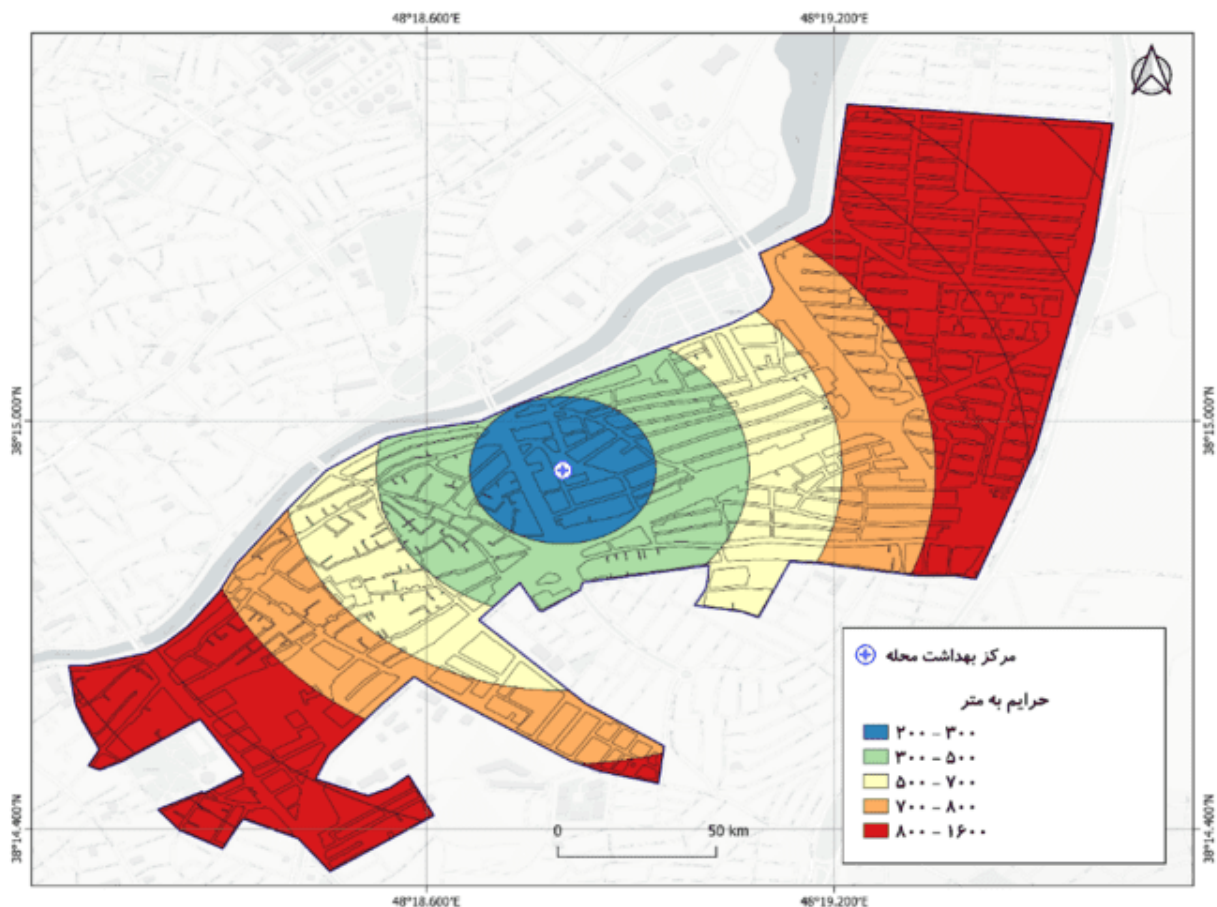 48°18.600'E
48°19.200'E
38°15.000'N
38°15.000'N
مرکز بهداشت محله
حرایم به متر
۲۰۰ - ۳۰۰
۳۰۰ - ۵۰۰
۵۰۰ - ۷۰۰
۷۰۰ - ۸۰۰
۸۰۰ - ۱۶۰۰
0
50 km
38°14.400'N
38°14.400'N
48°18.600'E
48°19.200'E